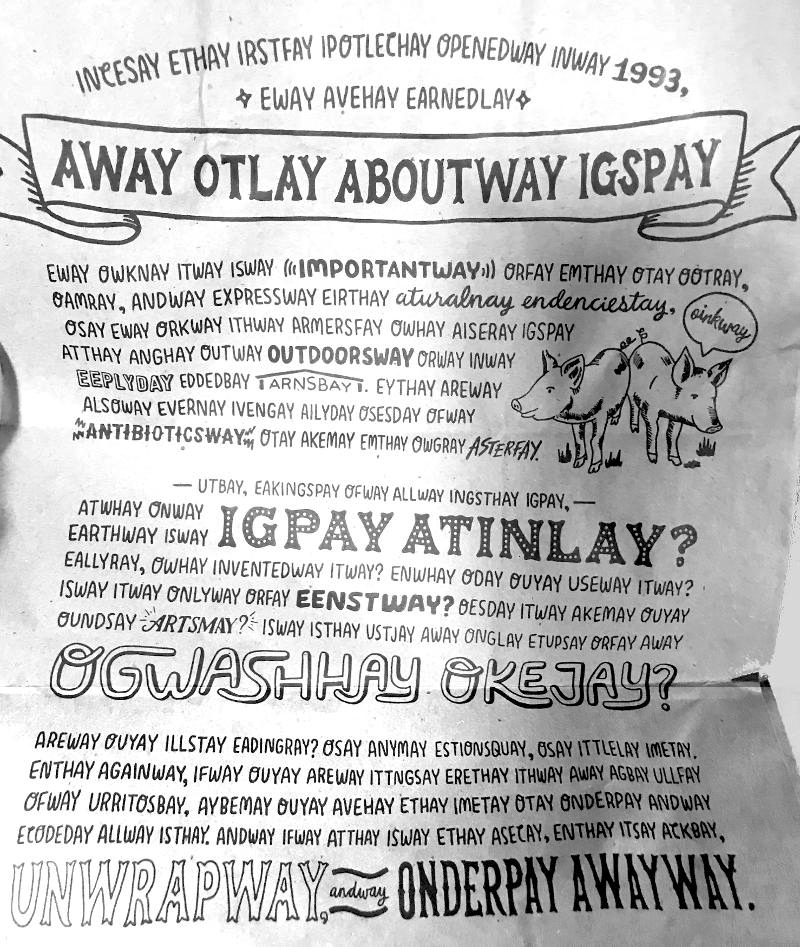 INCESAY ETHAY IRSTFAY IPOTLECHAY OPENEDWAY INWAY 1993,
EWAY AVEHAY EARNEDLAY
AWAY OTLAY ABOUTWAY IGSPAY
EWAY OWKNAY ITWAY ISWAY IMPORTANTWAY ORFAY EMTHAY OTAY OOTRAY,
OAMRAY, ANDWAY EXPRESSWAY EIRTHAY aturalnay endenciestay,
oinkway
OSAY EWAY ORKWAY ITHWAY ARMERSFAY OWHAY AISERAY IGSPAY
ATTHAY ANGHAY OUTWAY OUTDOORSWAY ORWAY INWAY
EEPLYDAY EDDEDBAY ARNSBAY. EYTHAY AREWAY
ALSOWAY EVERNAY IVENGAY AILYDAY OSESDAY OFWAY
ANTIBIOTICSWAY OTAY AKEMAY EMTHAY OWGRAY ASTERFAY.
— UTBAY, EAKINGSPAY OFWAY ALLWAY INGSTHAY IGPAY, —
ATWHAY ONWAY
EARTHWAY ISWAY IGPAY ATINLAY?
EALLYRAY, OWHAY INVENTEDWAY ITWAY? ENWHAY ODAY OUYAY USEWAY ITWAY?
ISWAY ITWAY ONLYWAY ORFAY EENSTWAY? OESDAY ITWAY AKEMAY OUYAY
OUNDSAY ARTSMAY? ISWAY ISTHAY USTJAY AWAY ONGLAY ETUPSAY ORFAY AWAY
OGWASHHAY OKEJAY?
AREWAY OUYAY ILLSTAY EADINGRAY? OSAY ANYMAY ESTIONSQUAY, OSAY ITTLELAY IMETAY.
ENTHAY AGAINWAY, IFWAY OUYAY AREWAY ITTNGSAY ERETHAY ITHWAY AWAY AGBAY ULLFAY
OFWAY URRITOSBAY, AYBEMAY OUYAY AVEHAY ETHAY IMETAY OTAY ONDERPAY ANDWAY
ECODEDAY ALLWAY ISTHAY. ANDWAY IFWAY ATTHAY ISWAY ETHAY ASECAY, ENTHAY ITSAY ACKBAY,
UNWRAPWAY, andway ONDERPAY AWAYWAY.